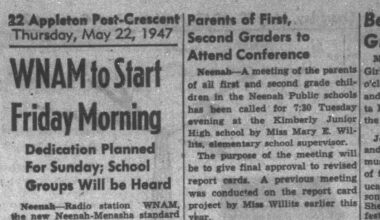 22 Appleton Post-Crescent
Thursday, May 22, 1947
WNAM to Start
Friday Morning
Dedication Planned
For Sunday; School
Groups Will be Heard
Neenah—Radio station WNAM,
the new Neenah-Menasha standard
Parents of First,
Second Graders to
Attend Conference
Neenah—A meeting of the parents
of all first and second grade chil-
dren in the Neenah Public schools
has been called for 7:30 Tuesday
evening at the Kimberly Junior
High school by Miss Mary E. Wil-
lits, elementary school supervisor.
The purpose of the meeting will
be to give final approval to revised
report cards. A previous meeting
was conducted on the report card
project by Miss Willits earlier this
year.